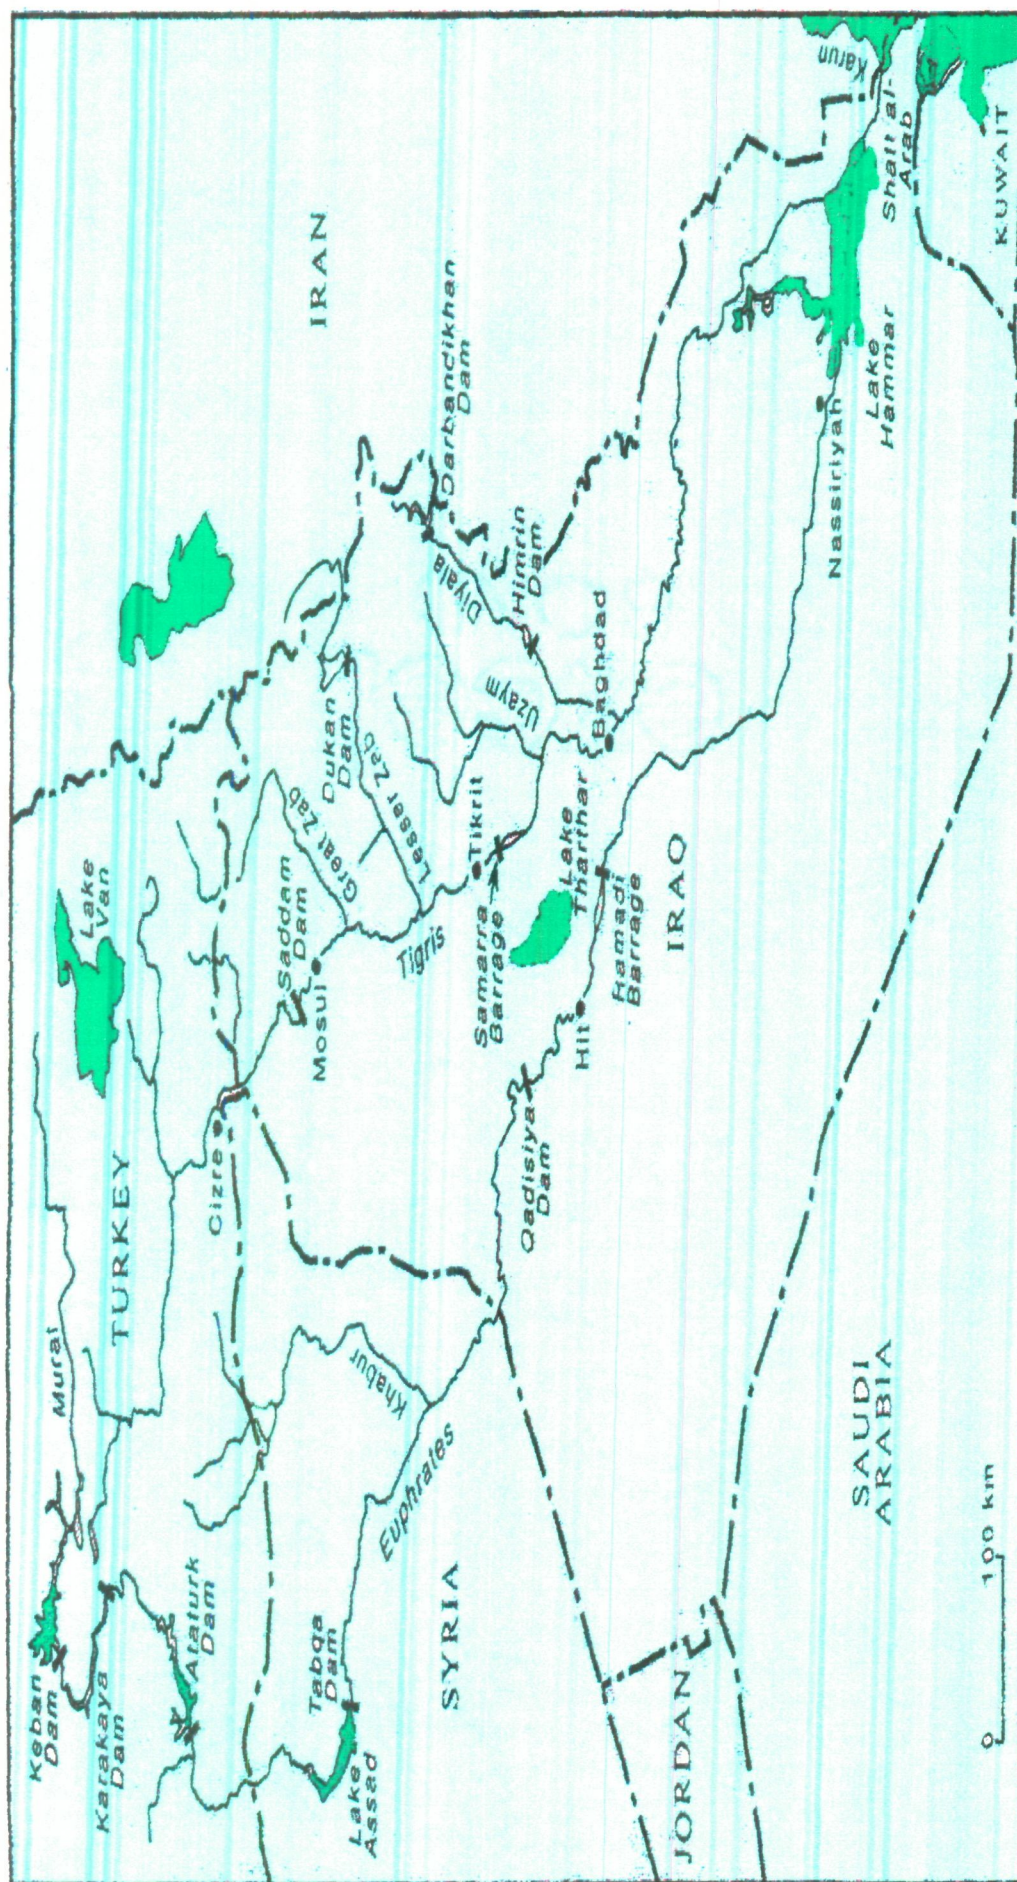 Keban
Dam
Murat
Lake
Van
Karakaya
Dam
TURKEY
Ataturk
Dam
Cizre
Saddam
Dam
Great Zab
Dukan
Dam
IRAN
Tabqa
Dam
Lake
Assad
Khabur
Mosul
Lesser Zab
Tigris
Darbandikhan
Dam
Diyala
Euphrates
SYRIA
Tikrit
Uzaym
Himrin
Dam
Samarra
Barrage
Qadisiya
Dam
Hit
Lake
Tharthar
Baghdad
Ramadi
Barrage
IRAQ
JORDAN
Nassiriyah
Lake
Hammar
Karun
Shatt al-
Arab
SAUDI
ARABIA
KUWAIT
0 100 km